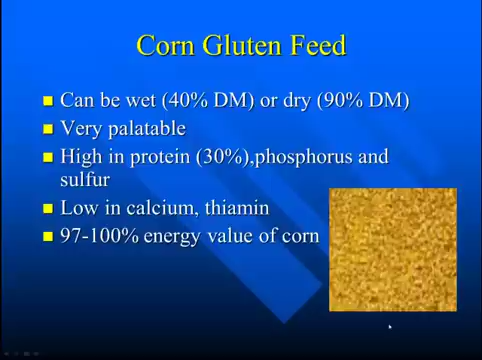 Corn Gluten Feed
Can be wet (40% DM) or dry (90% DM)
Very palatable
High in protein (30%),phosphorus and
sulfur
Low in calcium, thiamin
97-100% energy value of corn